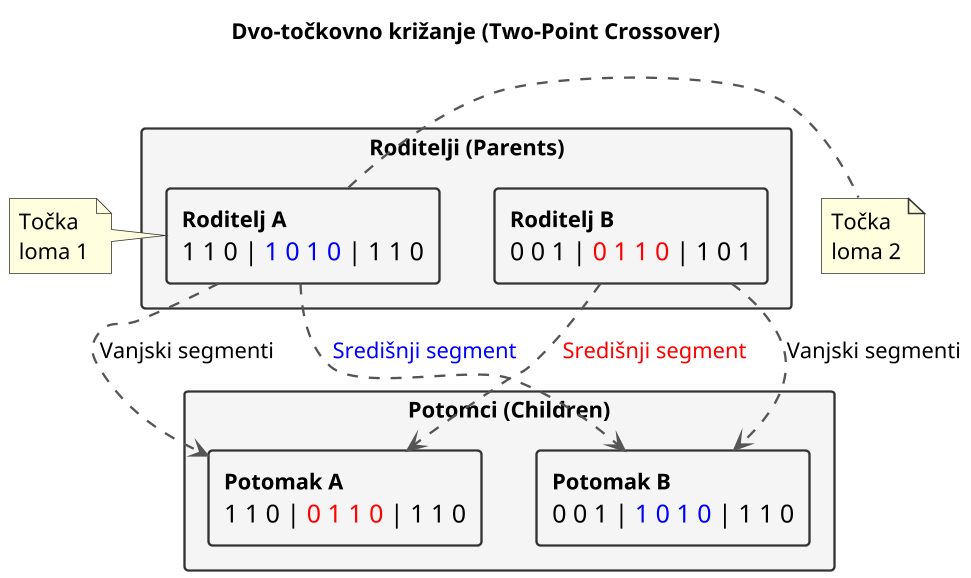 Dvo-točkovno križanje (Two-Point Crossover)
Roditelji (Parents)
Točka
loma 1
Roditelj A
1 1 0 | 1 0 1 0 | 1 1 0
Roditelj B
0 0 1 | 0 1 1 0 | 1 0 1
Točka
loma 2
Vanjski segmenti
Središnji segment
Središnji segment
Vanjski segmenti
Potomci (Children)
Potomak A
1 1 0 | 0 1 1 0 | 1 1 0
Potomak B
0 0 1 | 1 0 1 0 | 1 1 0